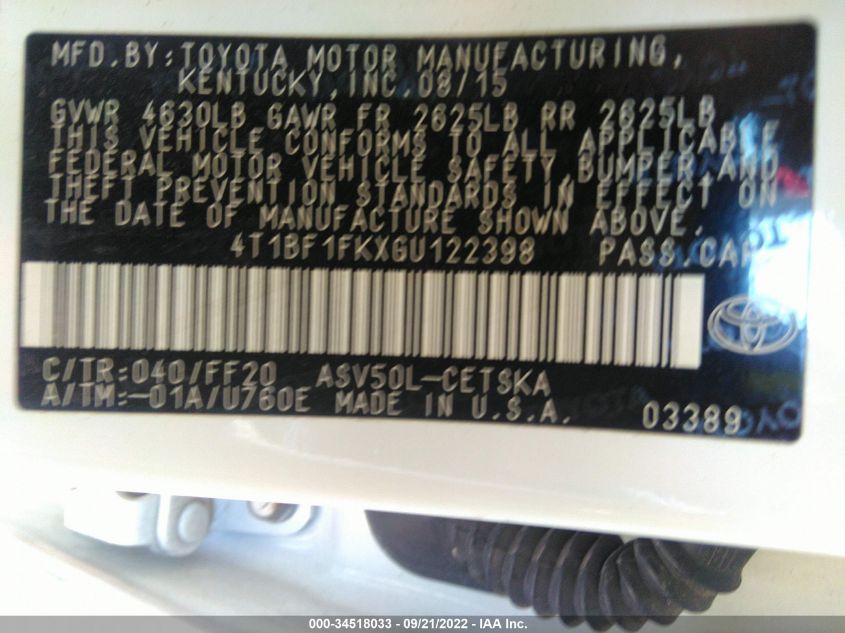 MFD. BY: TOYOTA MOTOR MANUFACTURING,
KENTUCKY, INC. 08/15
GVWR 4630LB GAWR FR 2625LB RR 2625LB
THIS VEHICLE CONFORMS TO ALL APPLICABLE
FEDERAL MOTOR VEHICLE SAFETY, BUMPER, AND
THEFT PREVENTION STANDARDS IN EFFECT ON
THE DATE OF MANUFACTURE SHOWN ABOVE.
4T1BF1FKXGU122398 PASS. CAR
C/TR: 040/FF20 ASV50L-CETSKA
A/TM: -01A/U760E MADE IN U.S.A. 03389
000-34518033 - 09/21/2022 - IAA Inc.